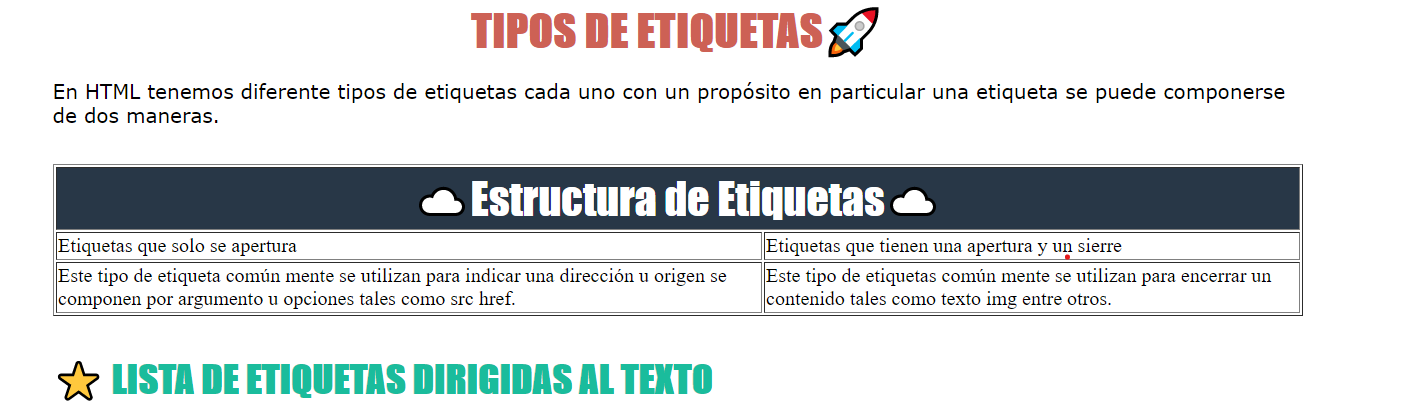 TIPOS DE ETIQUETAS
En HTML tenemos diferente tipos de etiquetas cada uno con un propósito en particular una etiqueta se puede componerse
de dos maneras.
Estructura de Etiquetas
Etiquetas que solo se apertura
Etiquetas que tienen una apertura y un sierre
Este tipo de etiqueta común mente se utilizan para indicar una dirección u origen se
componen por argumento u opciones tales como src href.
Este tipo de etiquetas común mente se utilizan para encerrar un
contenido tales como texto img entre otros.
LISTA DE ETIQUETAS DIRIGIDAS AL TEXTO